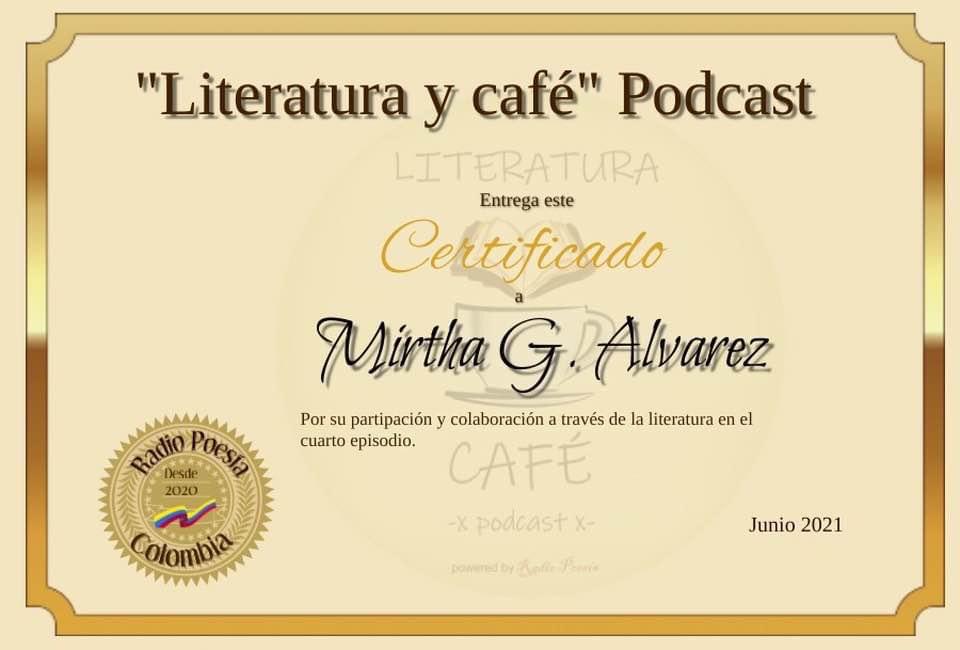 "Literatura y café" Podcast
LITERATURA
Entrega este
Certificado
a
Mirtha G. Alvarez
Por su partipación y colaboración a través de la literatura en el
cuarto episodio.
Radio Poesía
Desde
2020
Colombia
CAFÉ
-x podcast x-
Junio 2021
powered by Radio Poesía